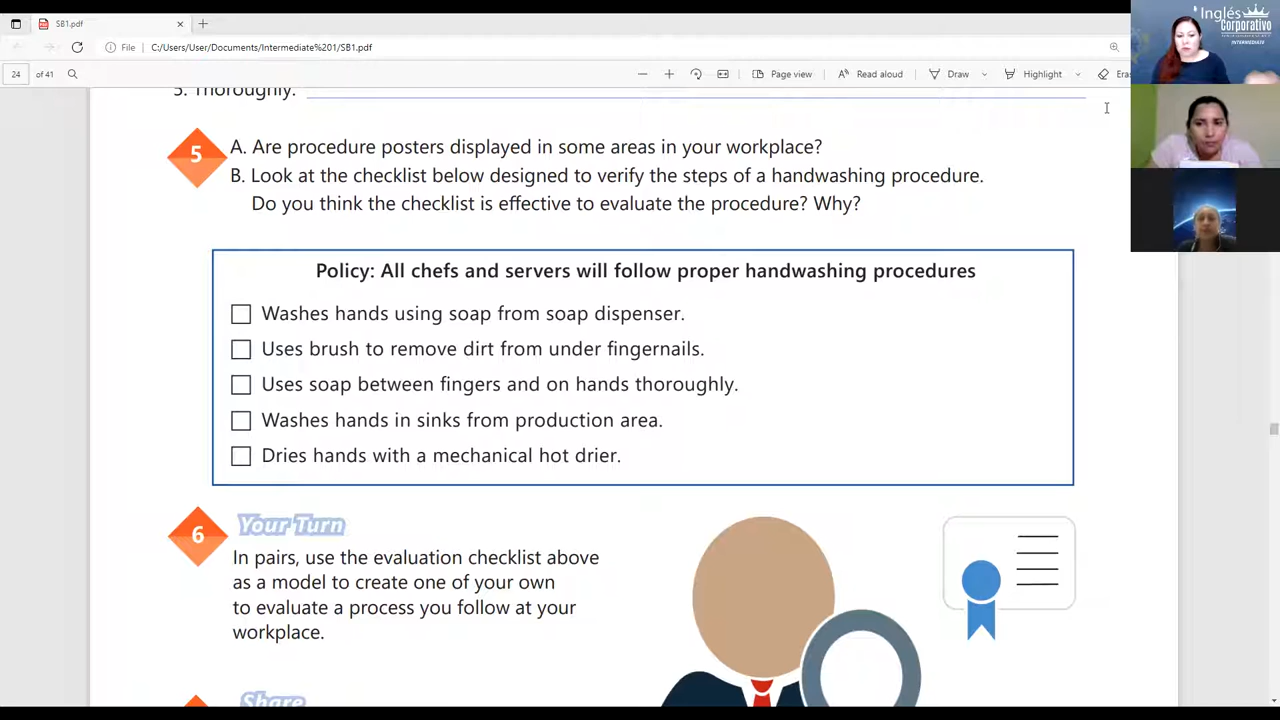 SB1.pdf
File C:/Users/User/Documents/Intermediate%201/SB1.pdf
24 of 41 Page view Read aloud Draw Highlight Eras
Inglés
Corporativo
INTERMEDIATE
5. Thoroughly.
5
A. Are procedure posters displayed in some areas in your workplace?
B. Look at the checklist below designed to verify the steps of a handwashing procedure.
Do you think the checklist is effective to evaluate the procedure? Why?
Policy: All chefs and servers will follow proper handwashing procedures
Washes hands using soap from soap dispenser.
Uses brush to remove dirt from under fingernails.
Uses soap between fingers and on hands thoroughly.
Washes hands in sinks from production area.
Dries hands with a mechanical hot drier.
6
Your Turn
In pairs, use the evaluation checklist above
as a model to create one of your own
to evaluate a process you follow at your
workplace.
Share